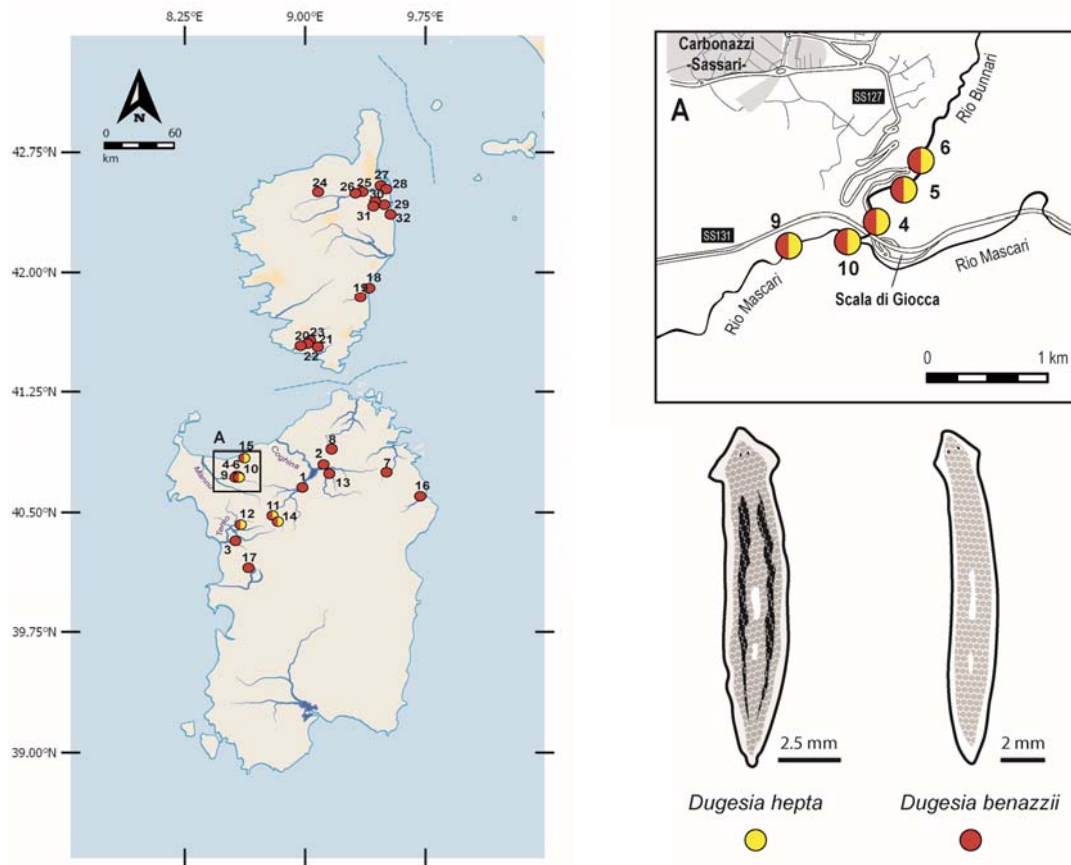 8.25°E 9.00°E 9.75°E
N
0 60
km
42.75°N
42.00°N
41.25°N
40.50°N
39.75°N
39.00°N
24 26 25 27 28
30 29
31 32
18
19
20 23 21
22
A
15
4-6
9 10
Mannu
Coghina
8
2
13
1
7
16
11
14
12
Temo
3
17
Carbonazzi
-Sassari-
A
SS127
Rio Bunnari
6
5
4
9
10
SS131
Rio Mascari
Rio Mascari
Scala di Giocca
0 1 km
2.5 mm
2 mm
Dugesia hepta
Dugesia benazzii